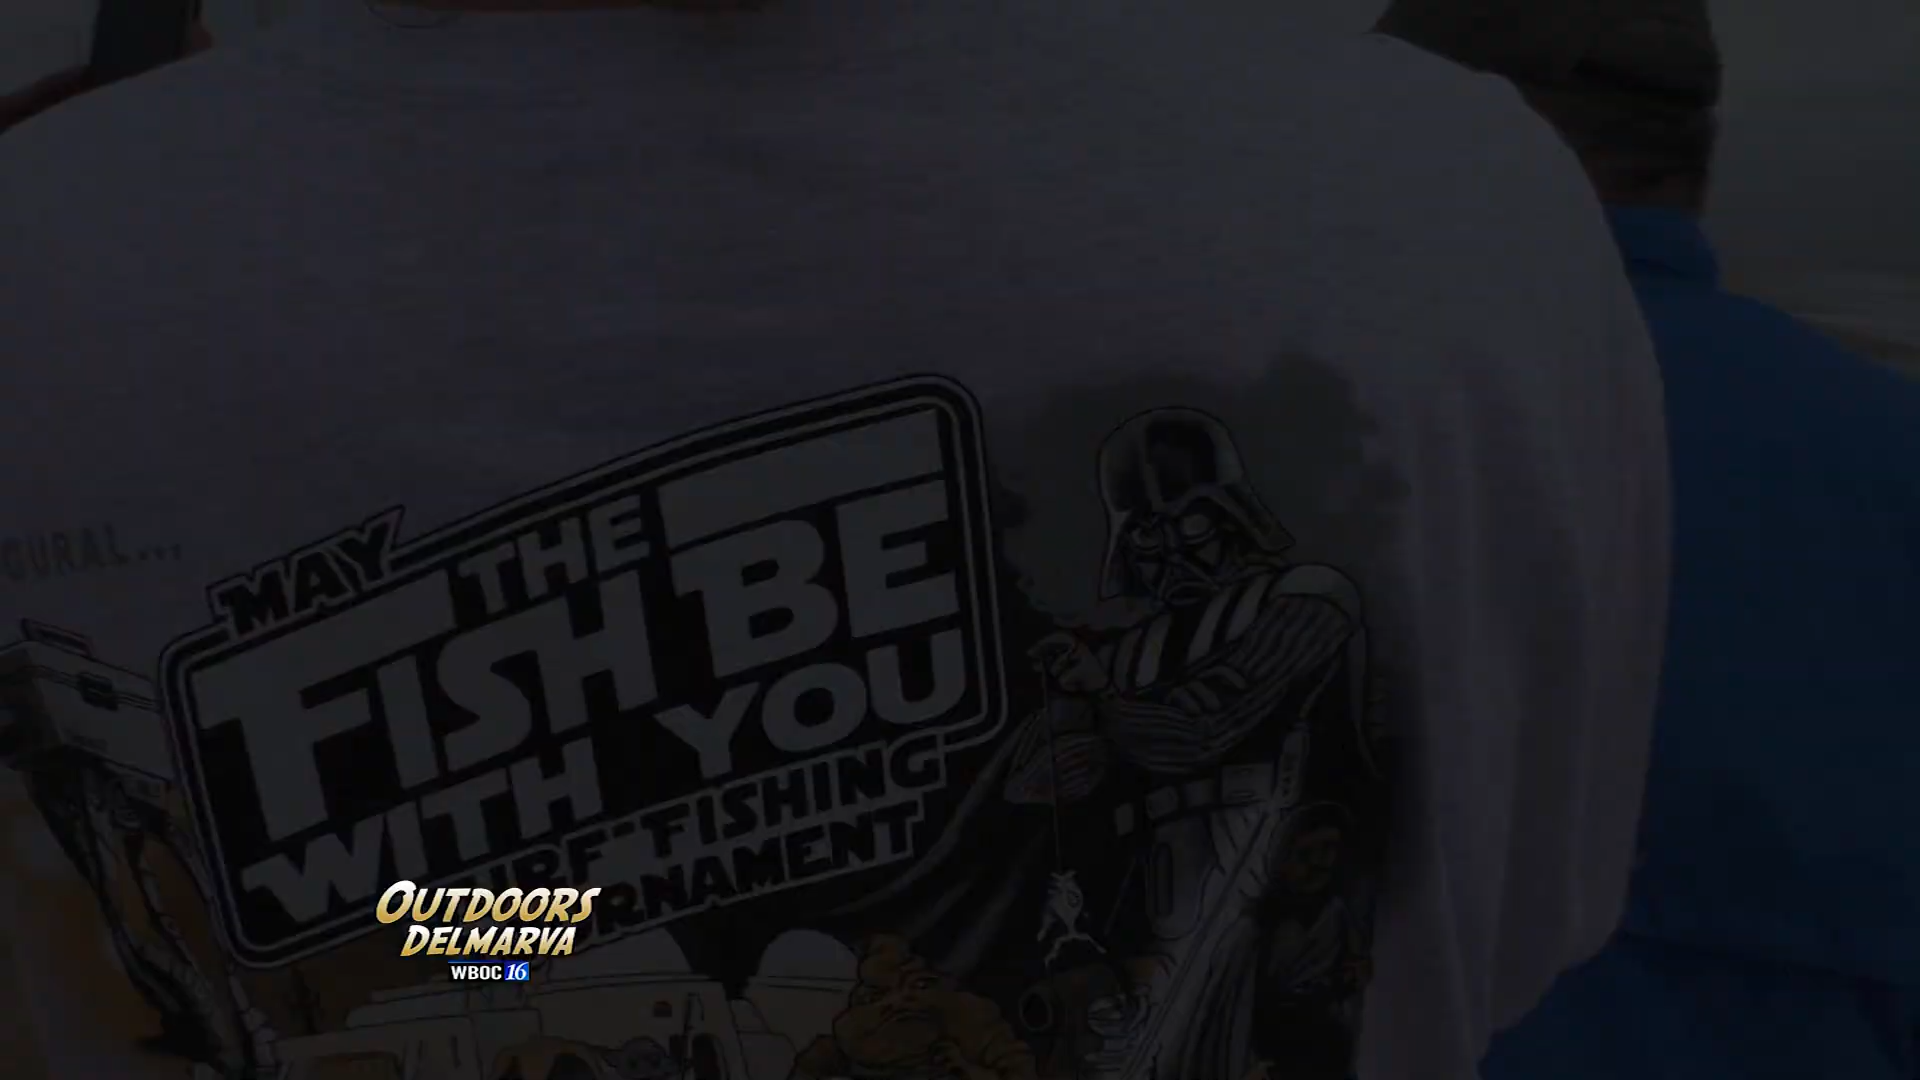 MAY
THE
FISH BE
WITH YOU
FISHING
OUTDOORS
DELMARVA
WBOC 16